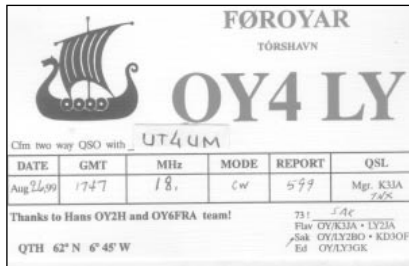 FØROYAR
TÓRSHAVN
OY4 LY
Cfm two way QSO with UT4UM
DATE GMT MHz MODE REPORT QSL
Aug 26,99 1747 18. CW 599 Mgr. K3JA
TNX
Thanks to Hans OY2H and OY6FRA team!
73! Sac
Flav OY/K3JA • LY2JA
Sak OY/LY2BO • KD3OF
Ed OY/LY3GK
QTH 62° N 6° 45' W